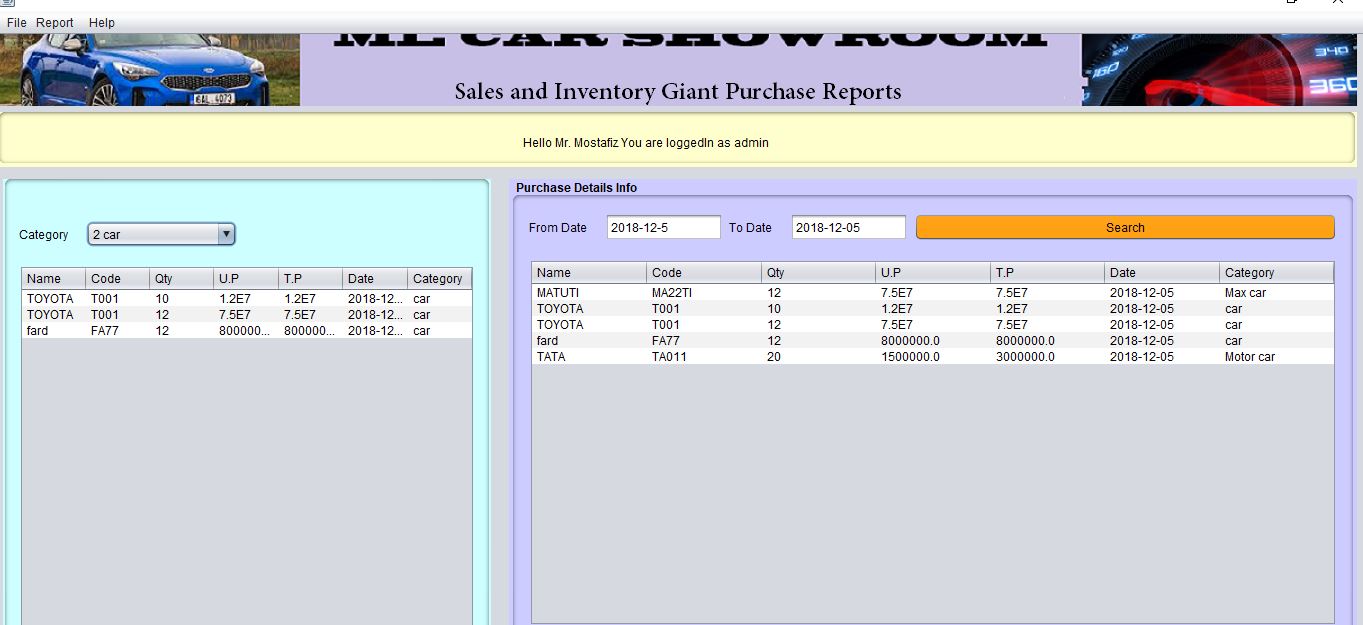 File Report Help
ML CAR SHOWROOM
Sales and Inventory Giant Purchase Reports
6AL 4073
160
340
360
Hello Mr. Mostafiz You are loggedIn as admin
Category 2 car
Name Code Qty U.P T.P Date Category
TOYOTA T001 10 1.2E7 1.2E7 2018-12... car
TOYOTA T001 12 7.5E7 7.5E7 2018-12... car
fard FA77 12 800000... 800000... 2018-12... car
Purchase Details Info
From Date 2018-12-5 To Date 2018-12-05 Search
Name Code Qty U.P T.P Date Category
MATUTI MA22TI 12 7.5E7 7.5E7 2018-12-05 Max car
TOYOTA T001 10 1.2E7 1.2E7 2018-12-05 car
TOYOTA T001 12 7.5E7 7.5E7 2018-12-05 car
fard FA77 12 8000000.0 8000000.0 2018-12-05 car
TATA TA011 20 1500000.0 3000000.0 2018-12-05 Motor car